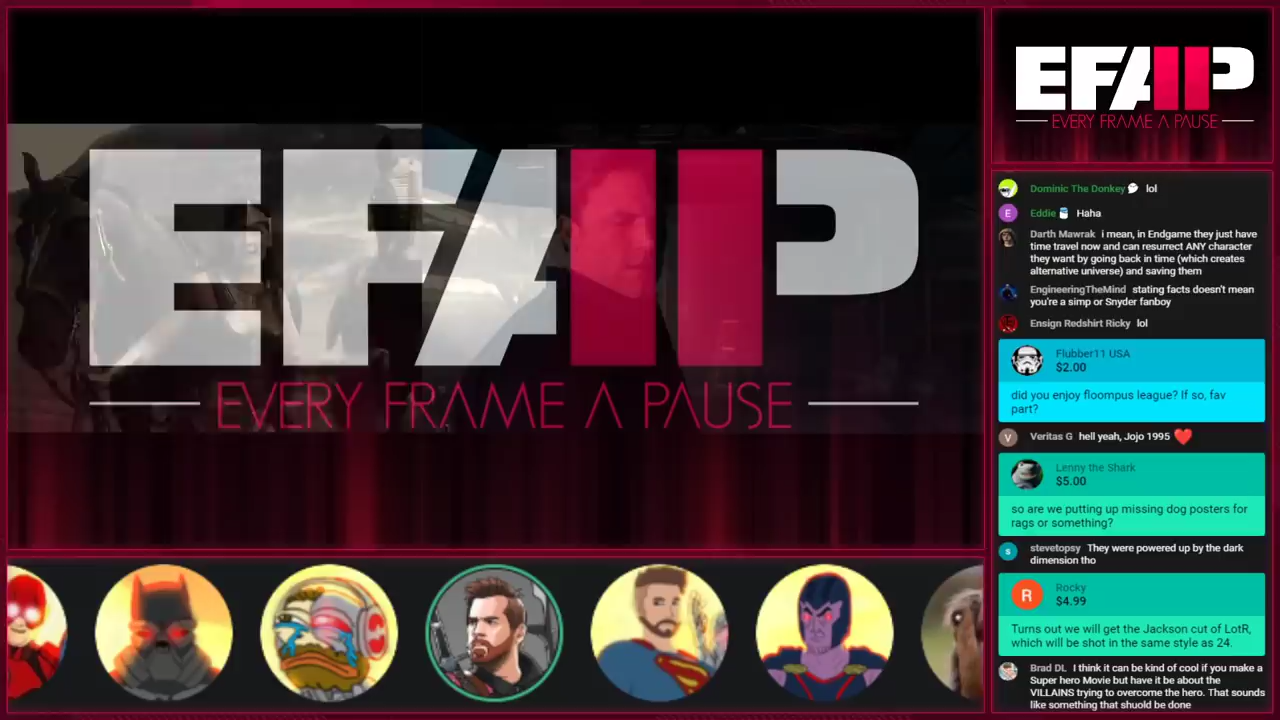 EFAP
EVERY FRAME A PAUSE
EFAP
EVERY FRAME A PAUSE
Dominic The Donkey lol
E Eddie Haha
Darth Mawrak i mean, in Endgame they just have
time travel now and can resurrect ANY character
they want by going back in time (which creates
alternative universe) and saving them
EngineeringTheMind stating facts doesn't mean
you're a simp or Snyder fanboy
Ensign Redshirt Ricky lol
Flubber11 USA
$2.00
did you enjoy floompus league? If so, fav
part?
V Veritas G hell yeah, Jojo 1995 ❤️
Lenny the Shark
$5.00
so are we putting up missing dog posters for
rags or something?
s stevetopsy They were powered up by the dark
dimension tho
R Rocky
$4.99
Turns out we will get the Jackson cut of LotR,
which will be shot in the same style as 24.
Brad DL I think it can be kind of cool if you make a
Super hero Movie but have it be about the
VILLAINS trying to overcome the hero. That sounds
like something that shuold be done